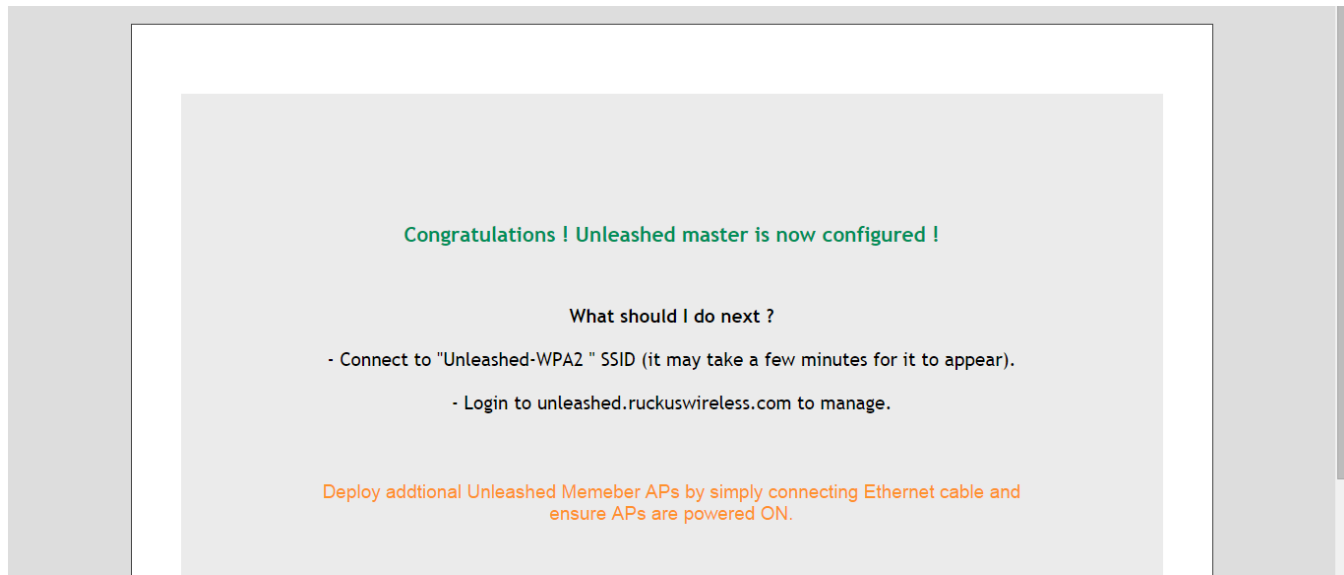 Congratulations ! Unleashed master is now configured !
What should I do next ?
- Connect to "Unleashed-WPA2 " SSID (it may take a few minutes for it to appear).
- Login to unleashed.ruckuswireless.com to manage.
Deploy addtional Unleashed Memeber APs by simply connecting Ethernet cable and
ensure APs are powered ON.